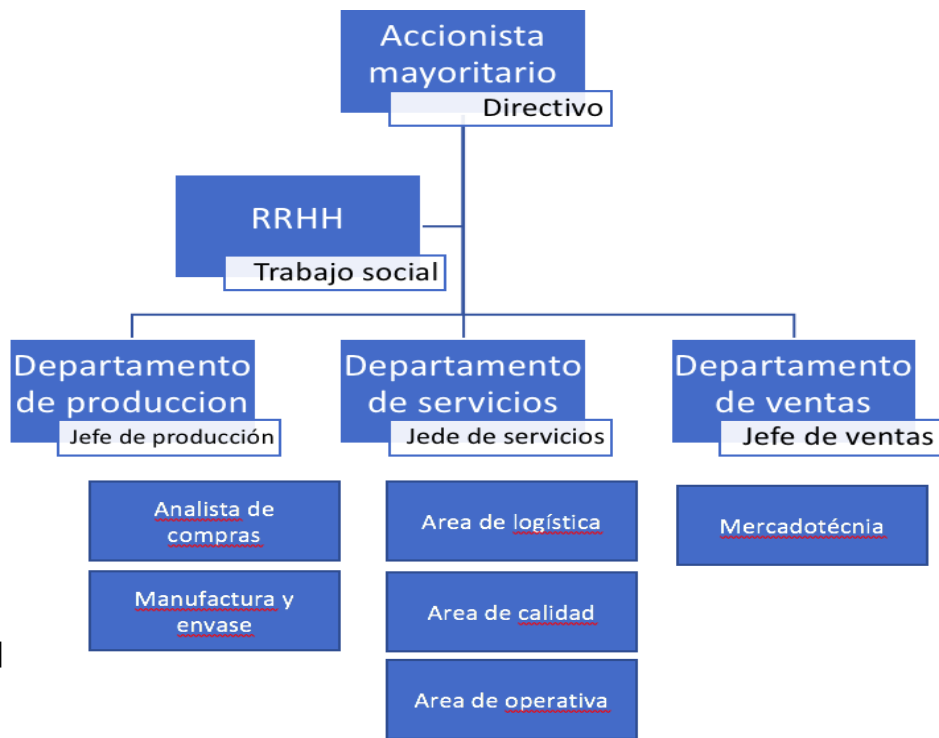 Accionista
mayoritario
Directivo
RRHH
Trabajo social
Departamento
de produccion
Jefe de producción
Departamento
de servicios
Jede de servicios
Departamento
de ventas
Jefe de ventas
Analista de
compras
Manufactura y
envase
Area de logística
Area de calidad
Area de operativa
Mercadotécnia